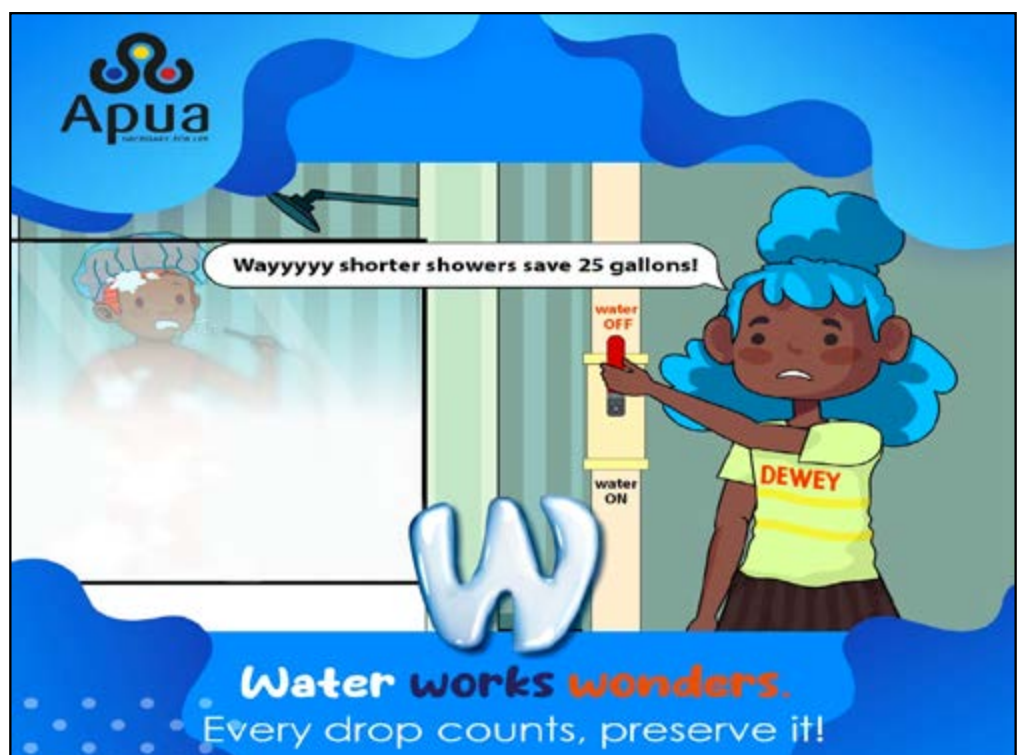 Apua
Wayyyyy shorter showers save 25 gallons!
water
OFF
DEWEY
water
ON
W
Water works wonders.
Every drop counts, preserve it!